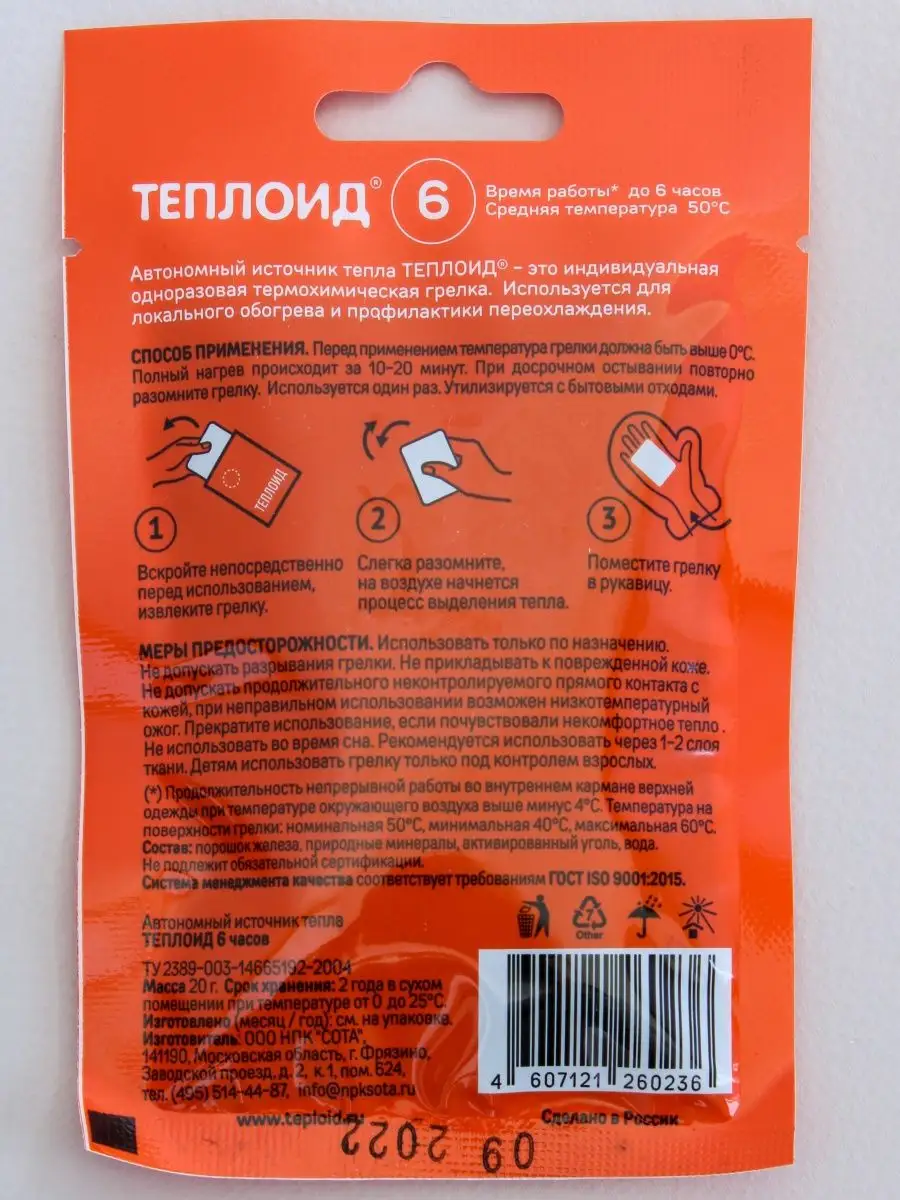 ТЕПЛОИД® 6
Время работы* до 6 часов
Средняя температура 50°С
Автономный источник тепла ТЕПЛОИД® – это индивидуальная
одноразовая термохимическая грелка. Используется для
локального обогрева и профилактики переохлаждения.
СПОСОБ ПРИМЕНЕНИЯ. Перед применением температура грелки должна быть выше 0°С.
Полный нагрев происходит за 10-20 минут. При досрочном остывании повторно
разомните грелку. Используется один раз. Утилизируется с бытовыми отходами.
ТЕПЛОИД
1
Вскройте непосредственно
перед использованием,
извлеките грелку.
2
Слегка разомните,
на воздухе начнется
процесс выделения тепла.
3
Поместите грелку
в рукавицу.
МЕРЫ ПРЕДОСТОРОЖНОСТИ. Использовать только по назначению.
Не допускать разрывания грелки. Не прикладывать к поврежденной коже.
Не допускать продолжительного неконтролируемого прямого контакта с
кожей, при неправильном использовании возможен низкотемпературный
ожог. Прекратите использование, если почувствовали некомфортное тепло.
Не использовать во время сна. Рекомендуется использовать через 1-2 слоя
ткани. Детям использовать грелку только под контролем взрослых.
(*) Продолжительность непрерывной работы во внутреннем кармане верхней
одежды при температуре окружающего воздуха выше минус 4°С. Температура на
поверхности грелки: номинальная 50°С, минимальная 40°С, максимальная 60°С.
Состав: порошок железа, природные минералы, активированный уголь, вода.
Не подлежит обязательной сертификации.
Система менеджмента качества соответствует требованиям ГОСТ ISO 9001:2015.
Автономный источник тепла
ТЕПЛОИД 6 часов
7
Other
ТУ 2389-003-14665192-2004
Масса 20 г. Срок хранения: 2 года в сухом
помещении при температуре от 0 до 25°С.
Изготовлено (месяц / год): см. на упаковке.
Изготовитель: ООО НПК "СОТА",
141190, Московская область, г. Фрязино,
Заводской проезд, д. 2, к.1, пом. 624,
тел. (495) 514-44-87, info@npksota.ru
www.teploid.ru
4 607121 260236
Сделано в России
09 2022